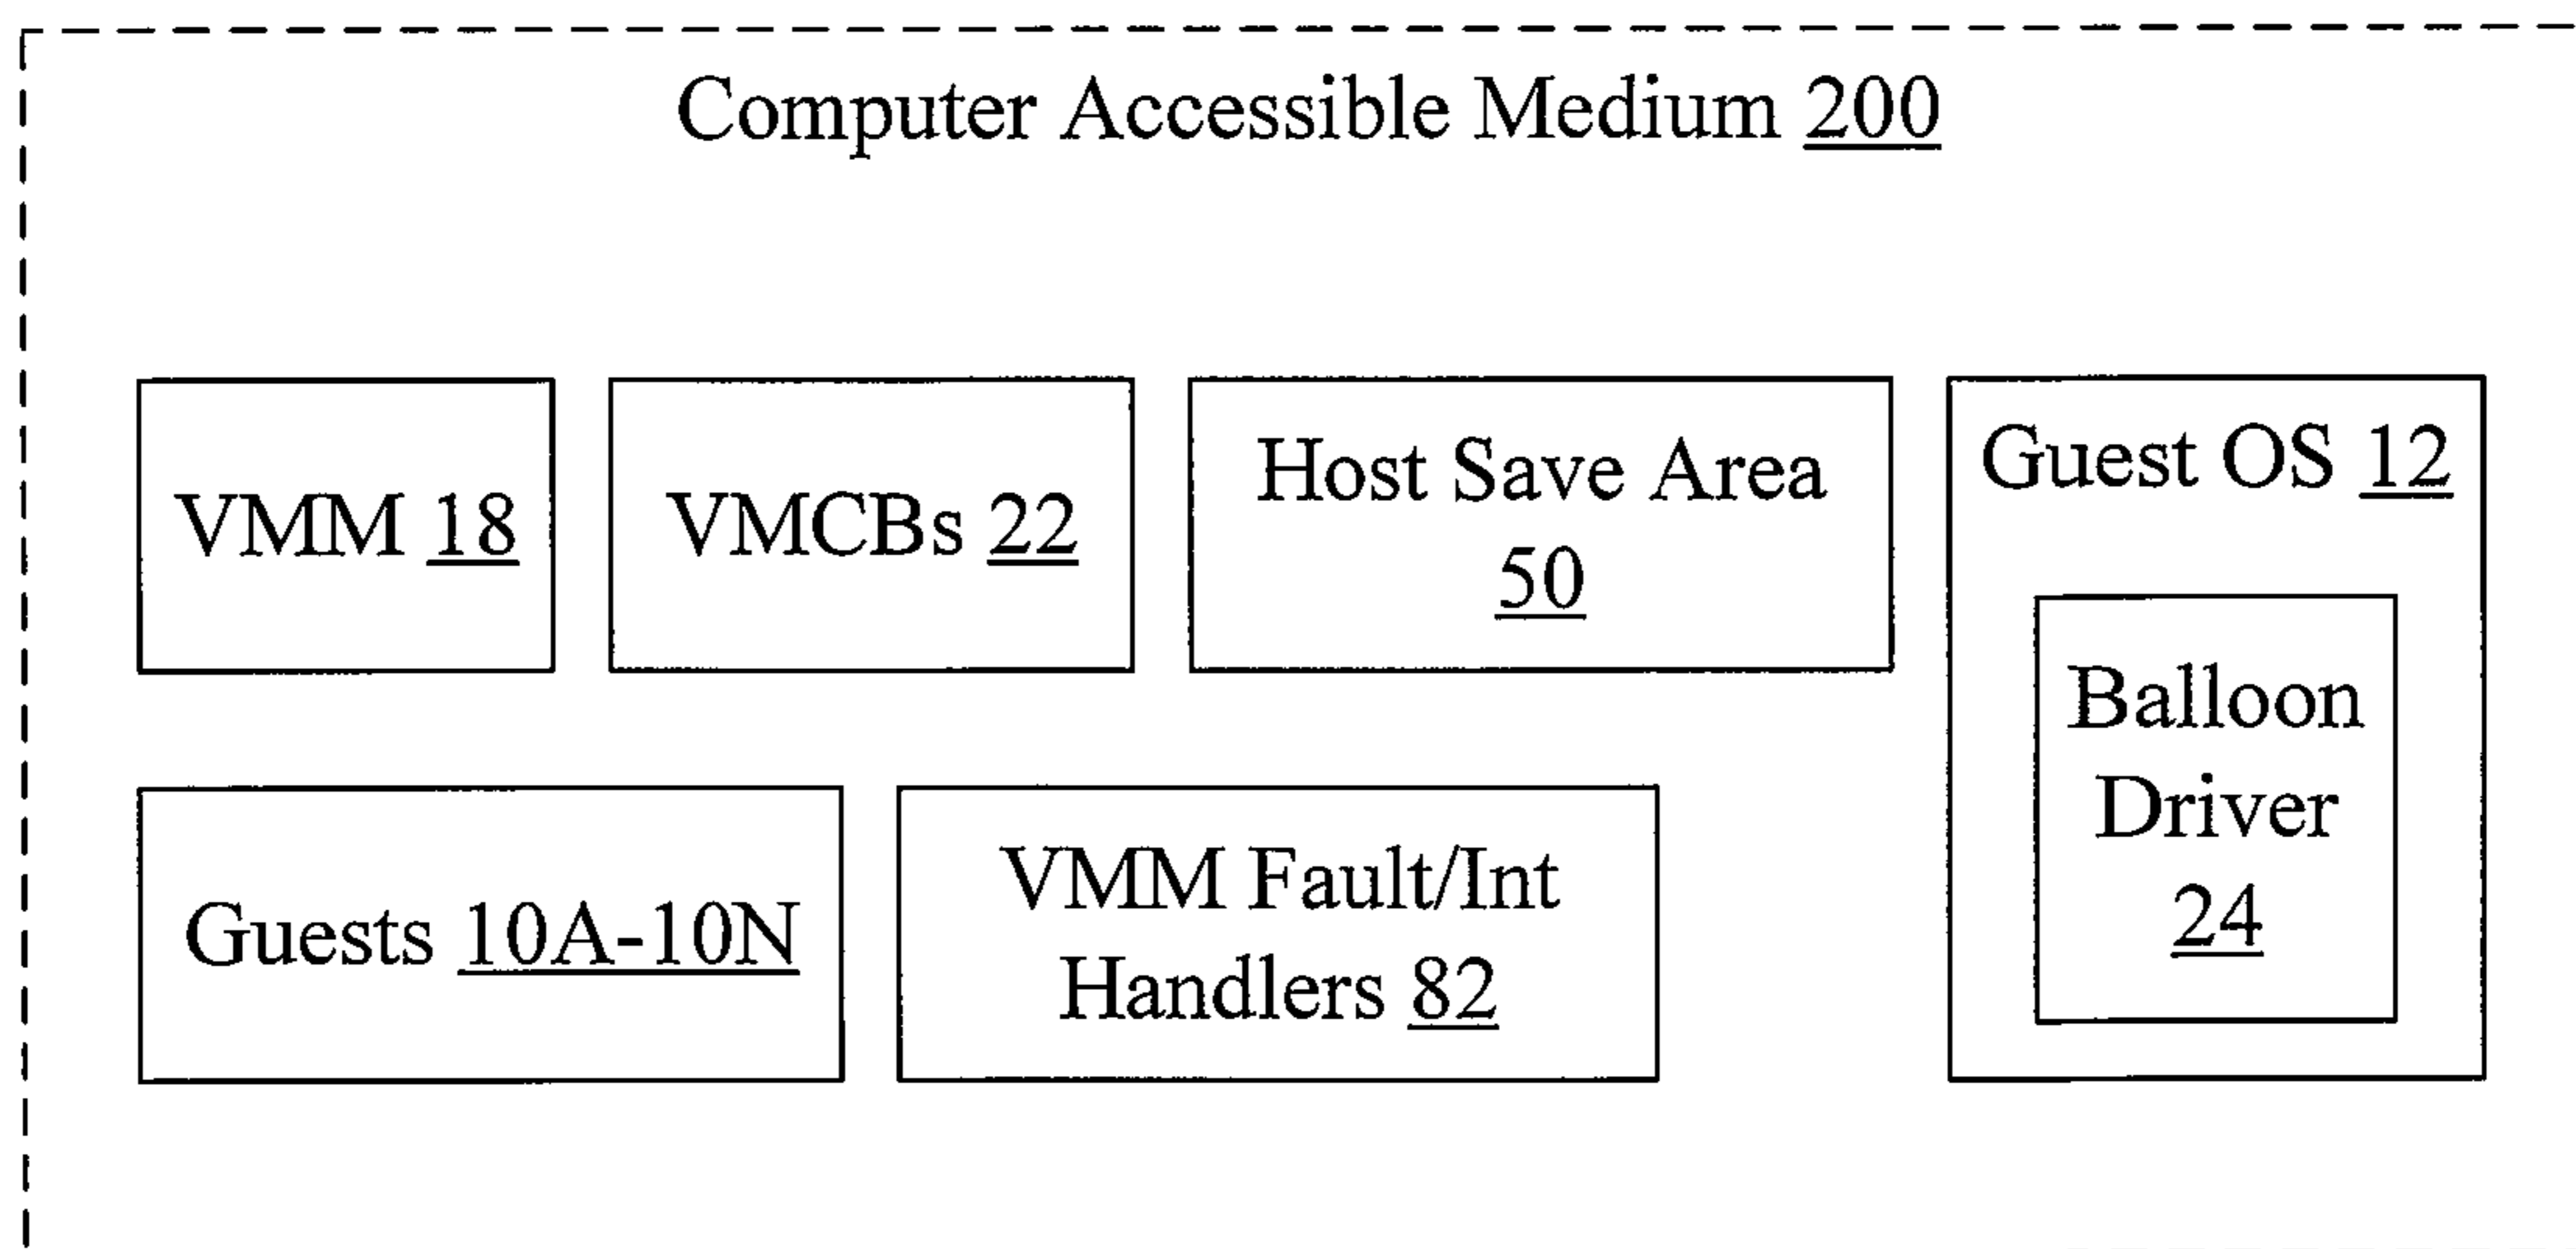 Computer Accessible Medium 200
VMM 18
VMCBs 22
Host Save Area
50
Guest OS 12
Balloon
Driver
24
Guests 10A-10N
VMM Fault/Int
Handlers 82